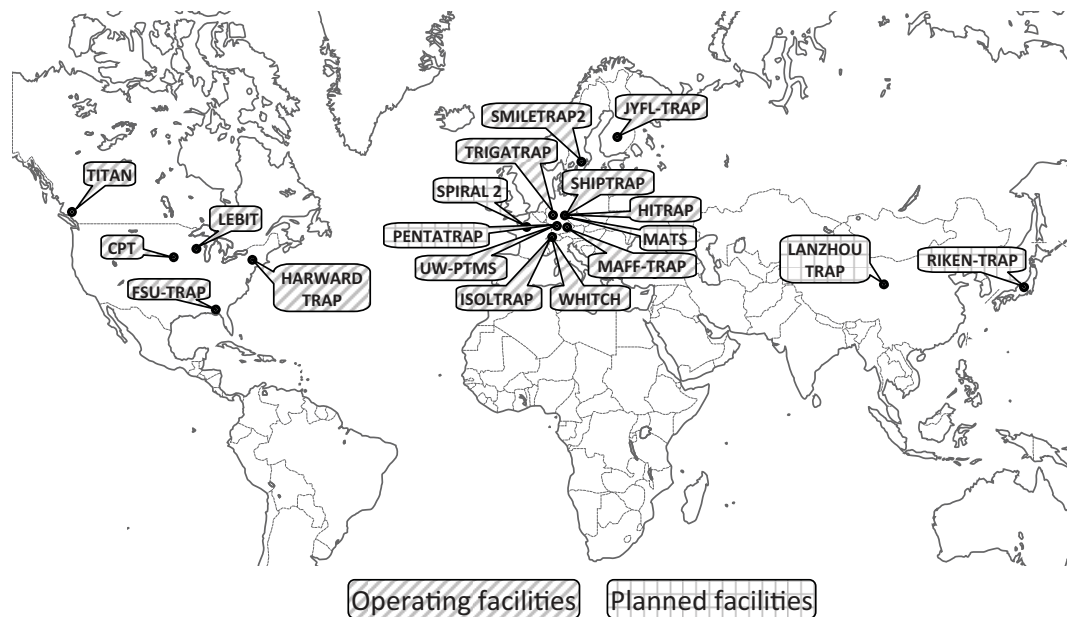 JYFL-TRAP
SMILETRAP2
TRIGATRAP
TITAN
SPIRAL 2
SHIPTRAP
LEBIT
HITRAP
CPT
PENTATRAP
MATS
LANZHOU
TRAP
RIKEN-TRAP
UW-PTMS
MAFF-TRAP
HARWARD
TRAP
FSU-TRAP
ISOLTRAP
WHITCH
Operating facilities
Planned facilities